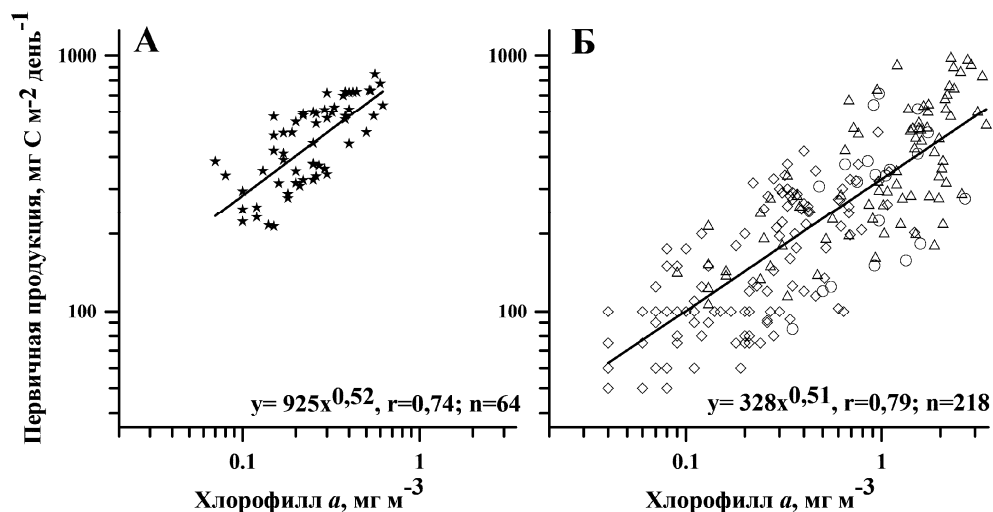 Первичная продукция, мг С м-2 день-1
А
Б
1000
100
1000
100
y= 925x0,52, r=0,74; n=64
y= 328x0,51, r=0,79; n=218
0.1
1
0.1
1
Хлорофилл а, мг м-3
Хлорофилл а, мг м-3